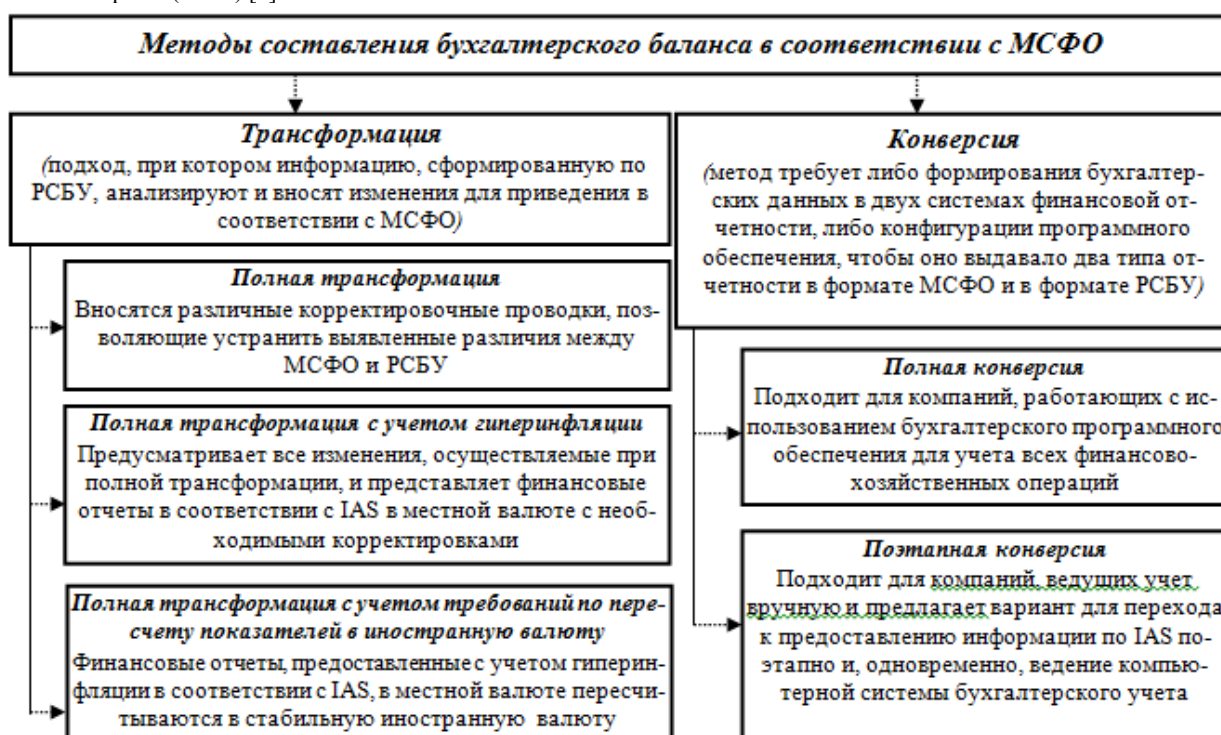 Методы составления бухгалтерского баланса в соответствии с МСФО
Трансформация
(подход, при котором информацию, сформированную по
РСБУ, анализируют и вносят изменения для приведения в
соответствии с МСФО)
Полная трансформация
Вносятся различные корректировочные проводки, поз-
воляющие устранить выявленные различия между
МСФО и РСБУ
Полная трансформация с учетом гиперинфляции
Предусматривает все изменения, осуществляемые при
полной трансформации, и представляет финансовые
отчеты в соответствии с IAS в местной валюте с необ-
ходимыми корректировками
Полная трансформация с учетом требований по пере-
счету показателей в иностранную валюту
Финансовые отчеты, предоставленные с учетом гиперин-
фляции в соответствии с IAS, в местной валюте пересчи-
тываются в стабильную иностранную валюту
Конверсия
(метод требует либо формирования бухгалтер-
ских данных в двух системах финансовой от-
четности, либо конфигурации программного
обеспечения, чтобы оно выдавало два типа от-
четности в формате МСФО и в формате РСБУ)
Полная конверсия
Подходит для компаний, работающих с ис-
пользованием бухгалтерского программного
обеспечения для учета всех финансово-
хозяйственных операций
Поэтапная конверсия
Подходит для компаний, ведущих учет
вручную и предлагает вариант для перехода
к предоставлению информации по IAS по-
этапно и, одновременно, ведение компью-
терной системы бухгалтерского учета